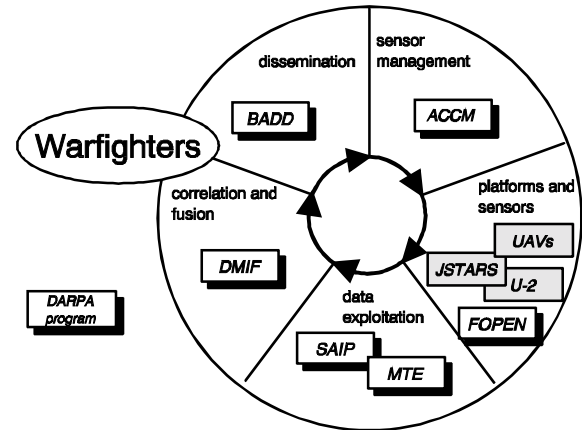 sensor
management
dissemination
BADD
ACCM
Warfighters
correlation and
fusion
platforms and
sensors
UAVs
JSTARS
U-2
DMIF
DARPA
program
data
exploitation
FOPEN
SAIP
MTE